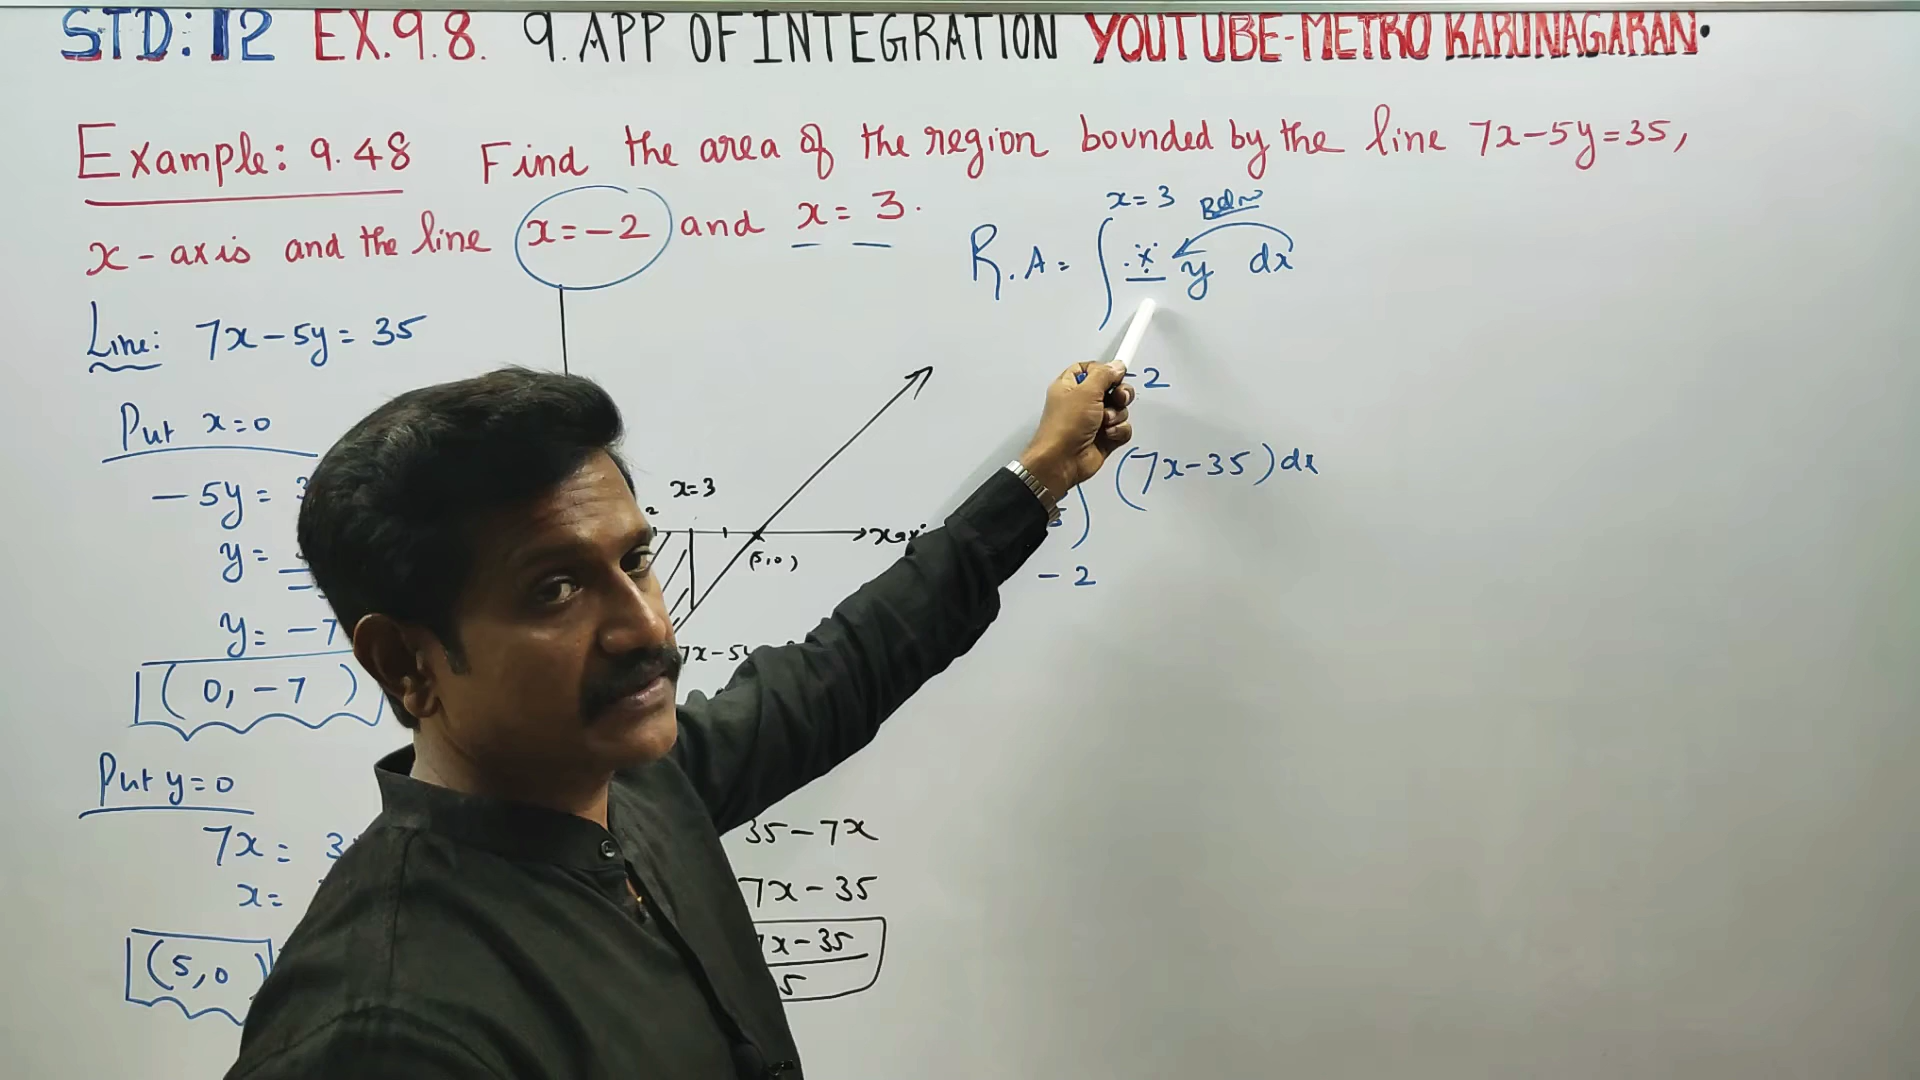 STD: 12 EX.9.8. 9. APP OF INTEGRATION YOUTUBE-METRO KARUNAGARAN.
Example: 9.48 Find the area of the region bounded by the line 7x-5y=35,
x-axis and the line x=-2 and x=3.
Line: 7x-5y=35
Put x=0
-5y= 3
y=
y= -7
(0, -7)
Put y=0
7x= 3
x=
(5,0)
x=3
(5,0)
7x-5y
35-7x
7x-35
x-35
5
x=3 Bdn
R.A= ∫ y dx
-2
(7x-35)dx
-2